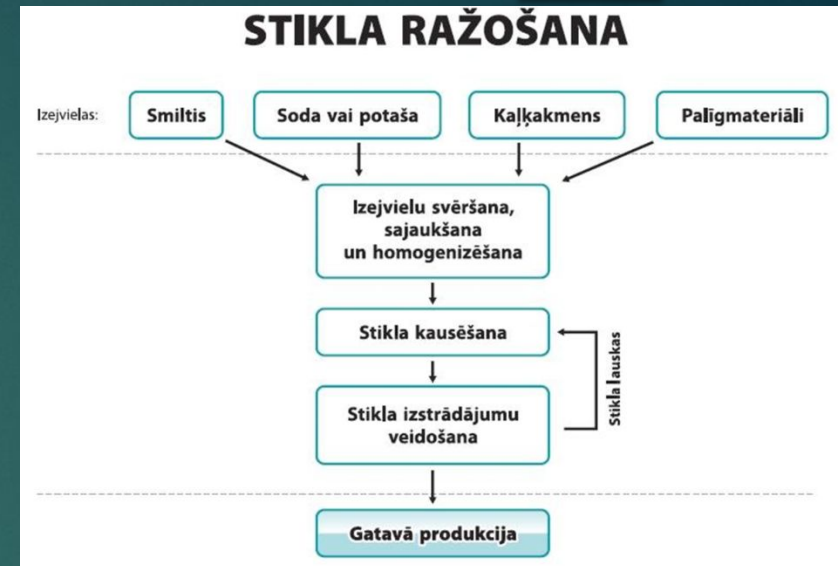 STIKLA RAŽOŠANA
Izejvielas:
Smiltis
Soda vai potaša
Kaļķakmens
Palīgmateriāli
Izejvielu svēršana,
sajaukšana
un homogenizēšana
Stikla kausēšana
Stikla lauskas
Stikla izstrādājumu
veidošana
Gatavā produkcija